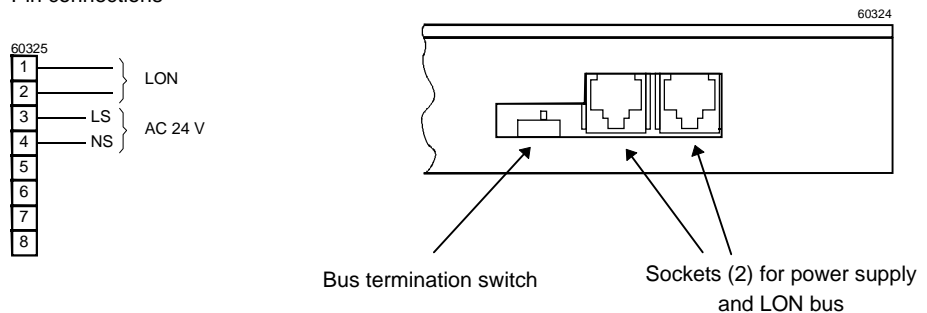 Pin connections
60325
1
2
3
4
5
6
7
8
LON
LS
NS
AC 24 V
60324
Bus termination switch
Sockets (2) for power supply
and LON bus